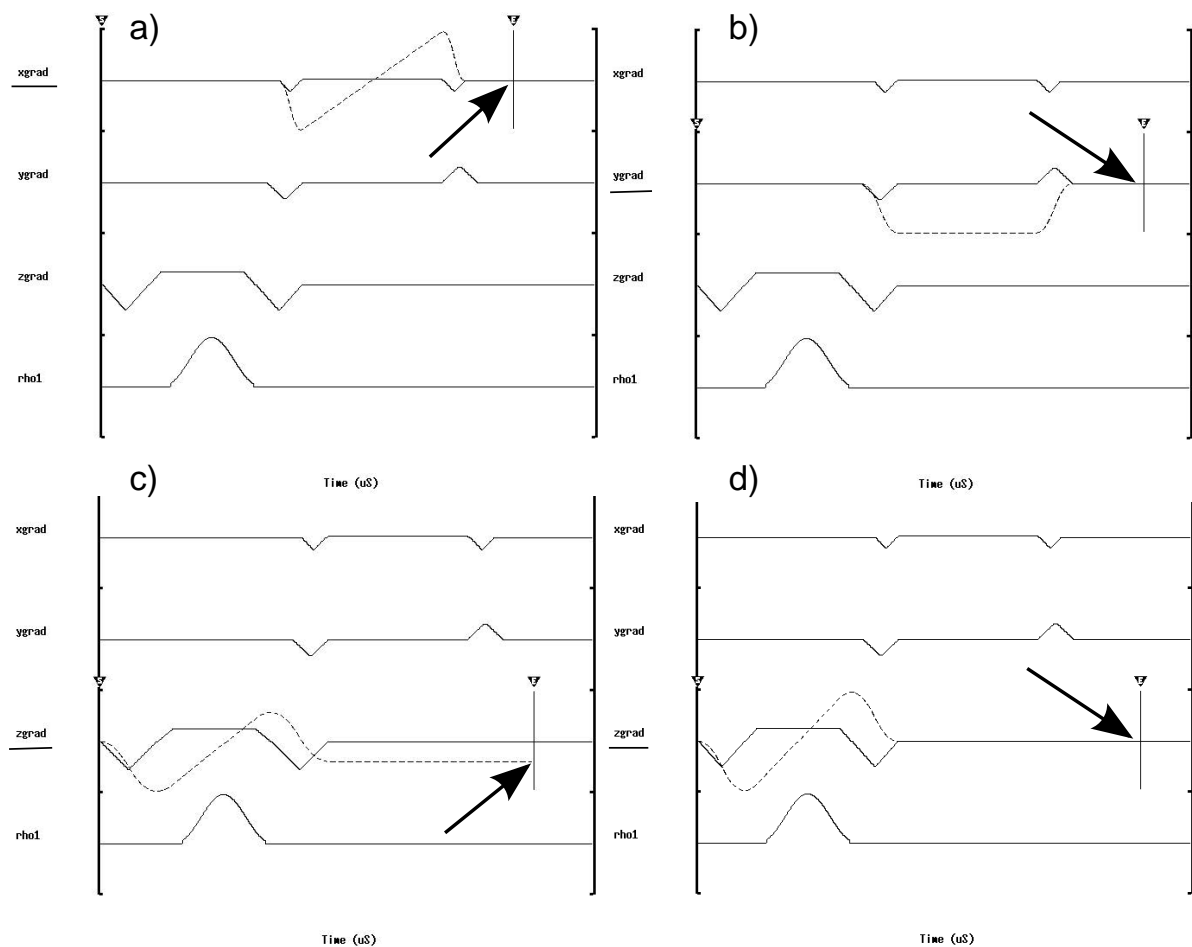 a)
S
E
xgrad
ygrad
zgrad
rho1
Time (uS)
b)
xgrad
S
E
ygrad
zgrad
rho1
Time (uS)
c)
xgrad
ygrad
S
E
zgrad
rho1
Time (uS)
d)
xgrad
ygrad
S
E
zgrad
rho1
Time (uS)